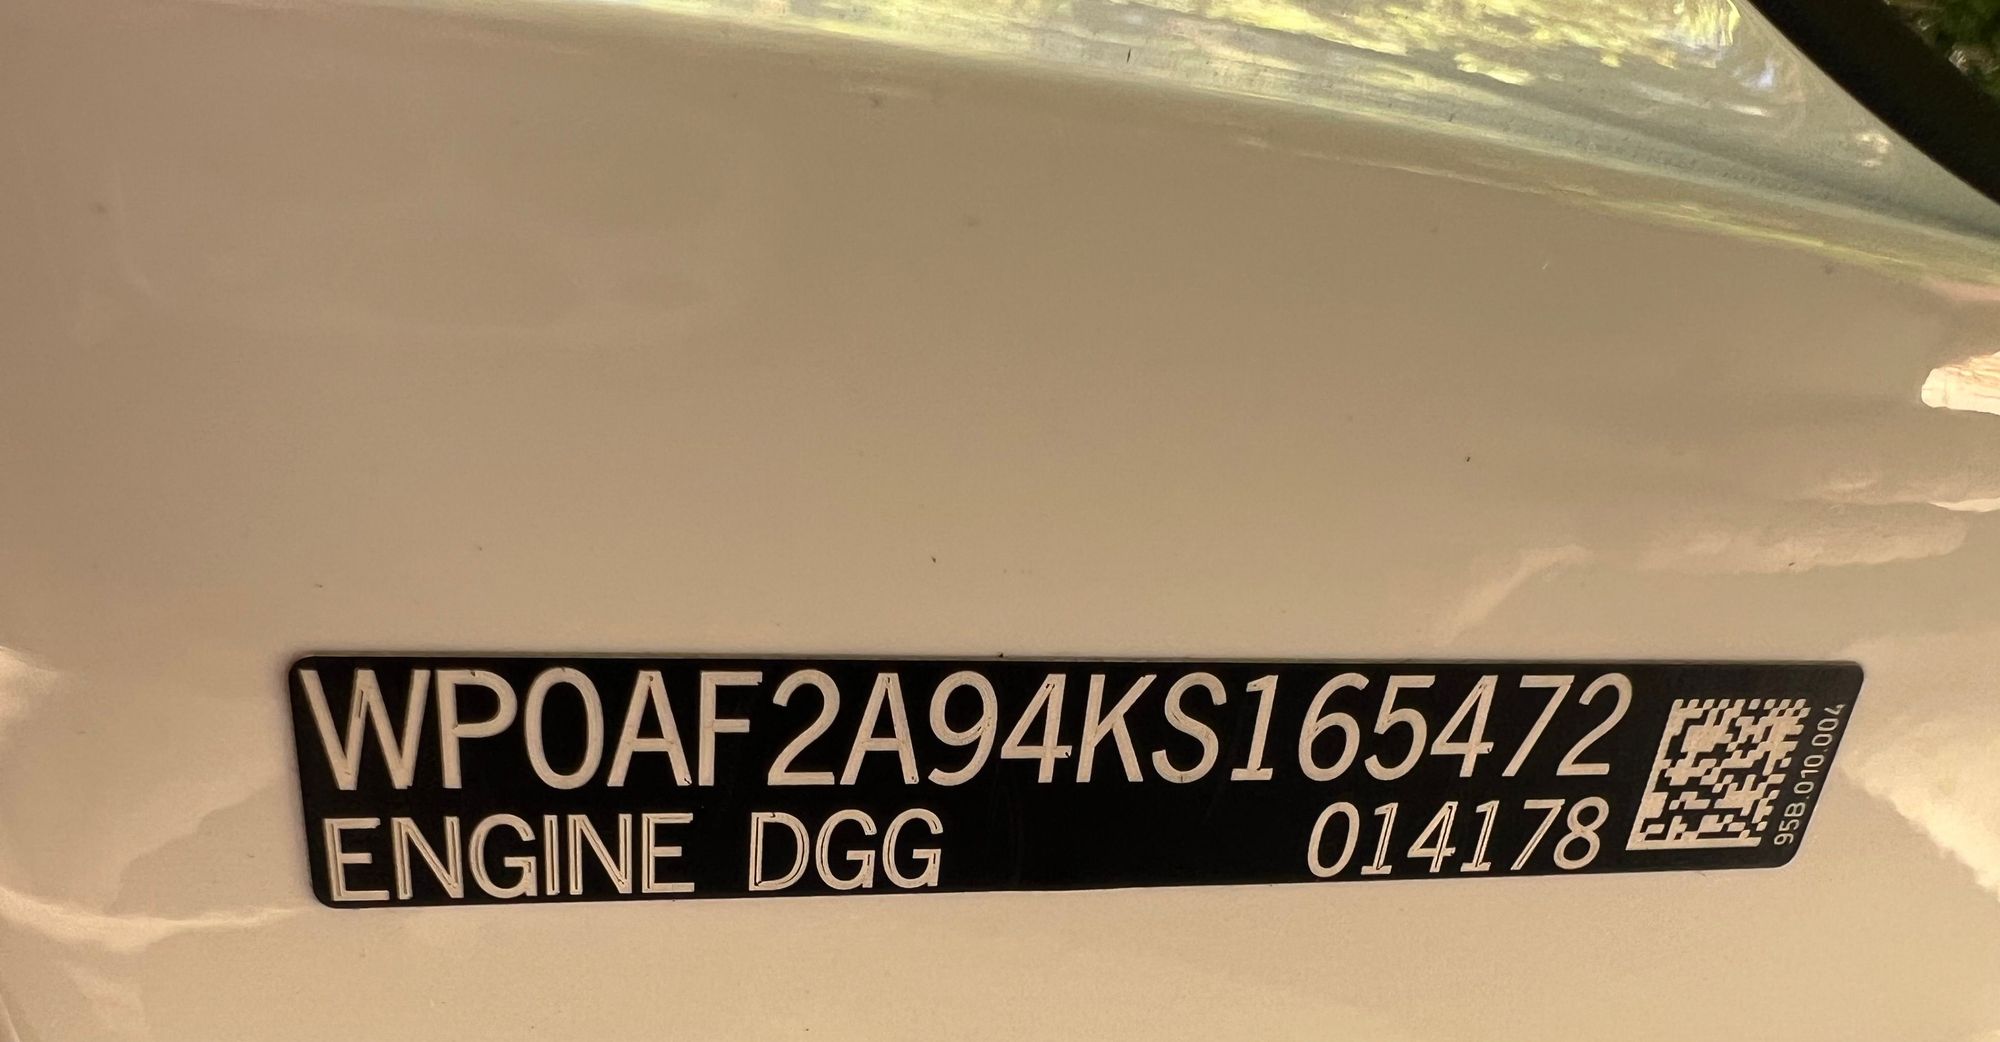 WP0AF2A94KS165472
ENGINE DGG 014178
95B.010.004